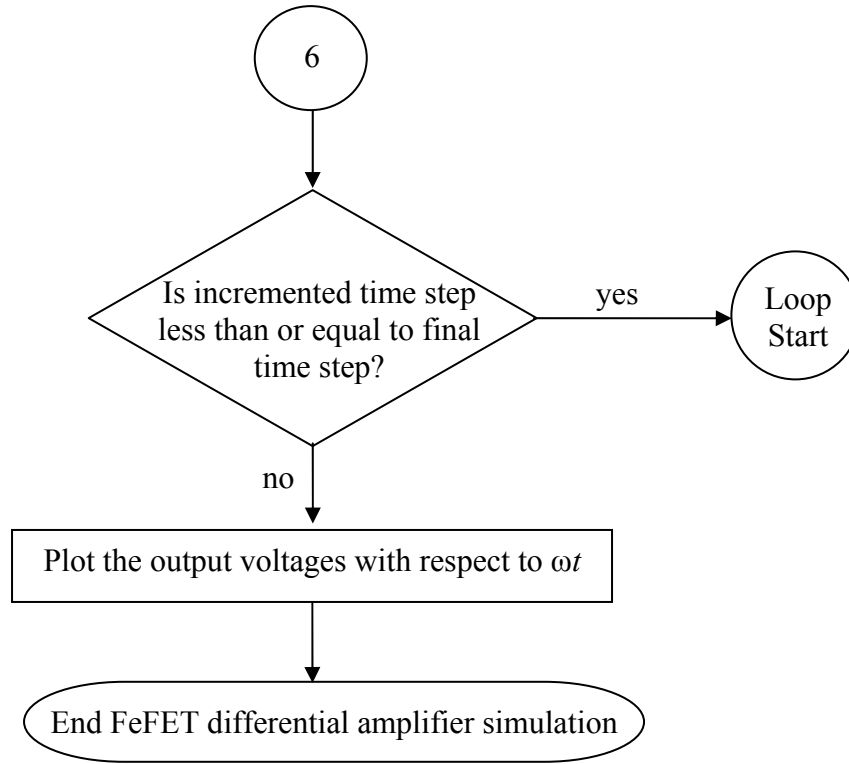 6
Is incremented time step
less than or equal to final
time step?
yes
Loop
Start
no
Plot the output voltages with respect to ωt
End FeFET differential amplifier simulation